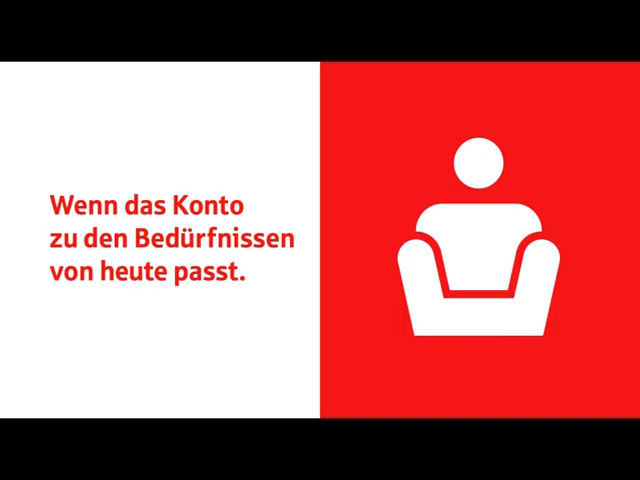 Wenn das Konto
zu den Bedürfnissen
von heute passt.